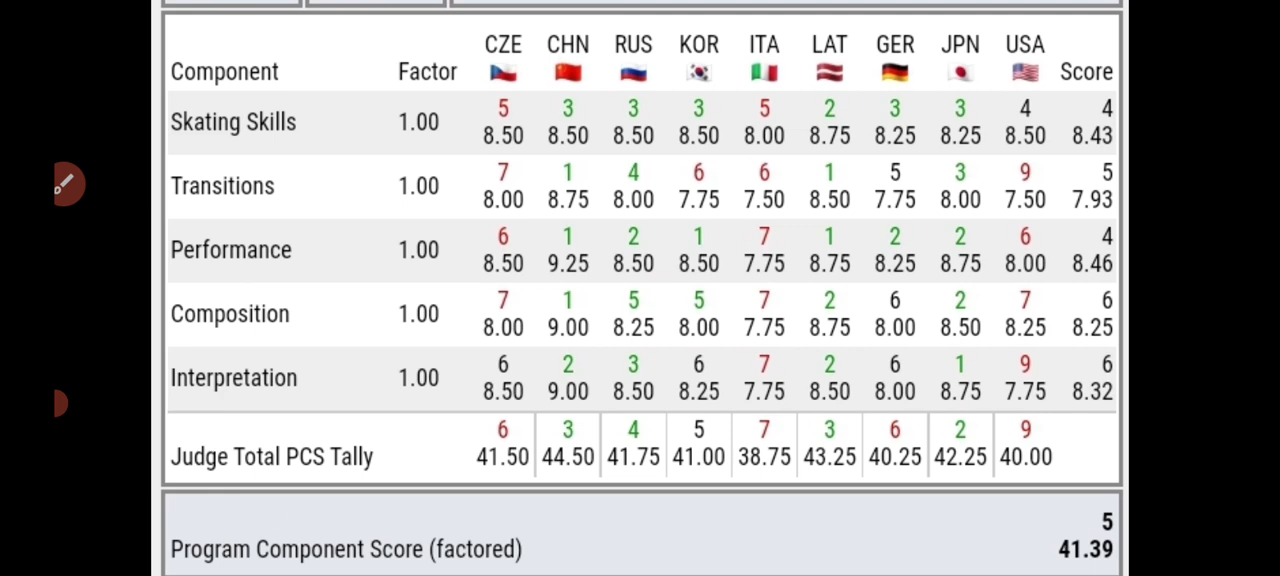 CZE CHN RUS KOR ITA LAT GER JPN USA
Component Factor Score
5 3 3 3 5 2 3 3 4 4
Skating Skills 1.00
8.50 8.50 8.50 8.50 8.00 8.75 8.25 8.25 8.50 8.43
7 1 4 6 6 1 5 3 9 5
Transitions 1.00
8.00 8.75 8.00 7.75 7.50 8.50 7.75 8.00 7.50 7.93
6 1 2 1 7 1 2 2 6 4
Performance 1.00
8.50 9.25 8.50 8.50 7.75 8.75 8.25 8.75 8.00 8.46
7 1 5 5 7 2 6 2 7 6
Composition 1.00
8.00 9.00 8.25 8.00 7.75 8.75 8.00 8.50 8.25 8.25
6 2 3 6 7 2 6 1 9 6
Interpretation 1.00
8.50 9.00 8.50 8.25 7.75 8.50 8.00 8.75 7.75 8.32
6 3 4 5 7 3 6 2 9
Judge Total PCS Tally 41.50 44.50 41.75 41.00 38.75 43.25 40.25 42.25 40.00
5
Program Component Score (factored) 41.39